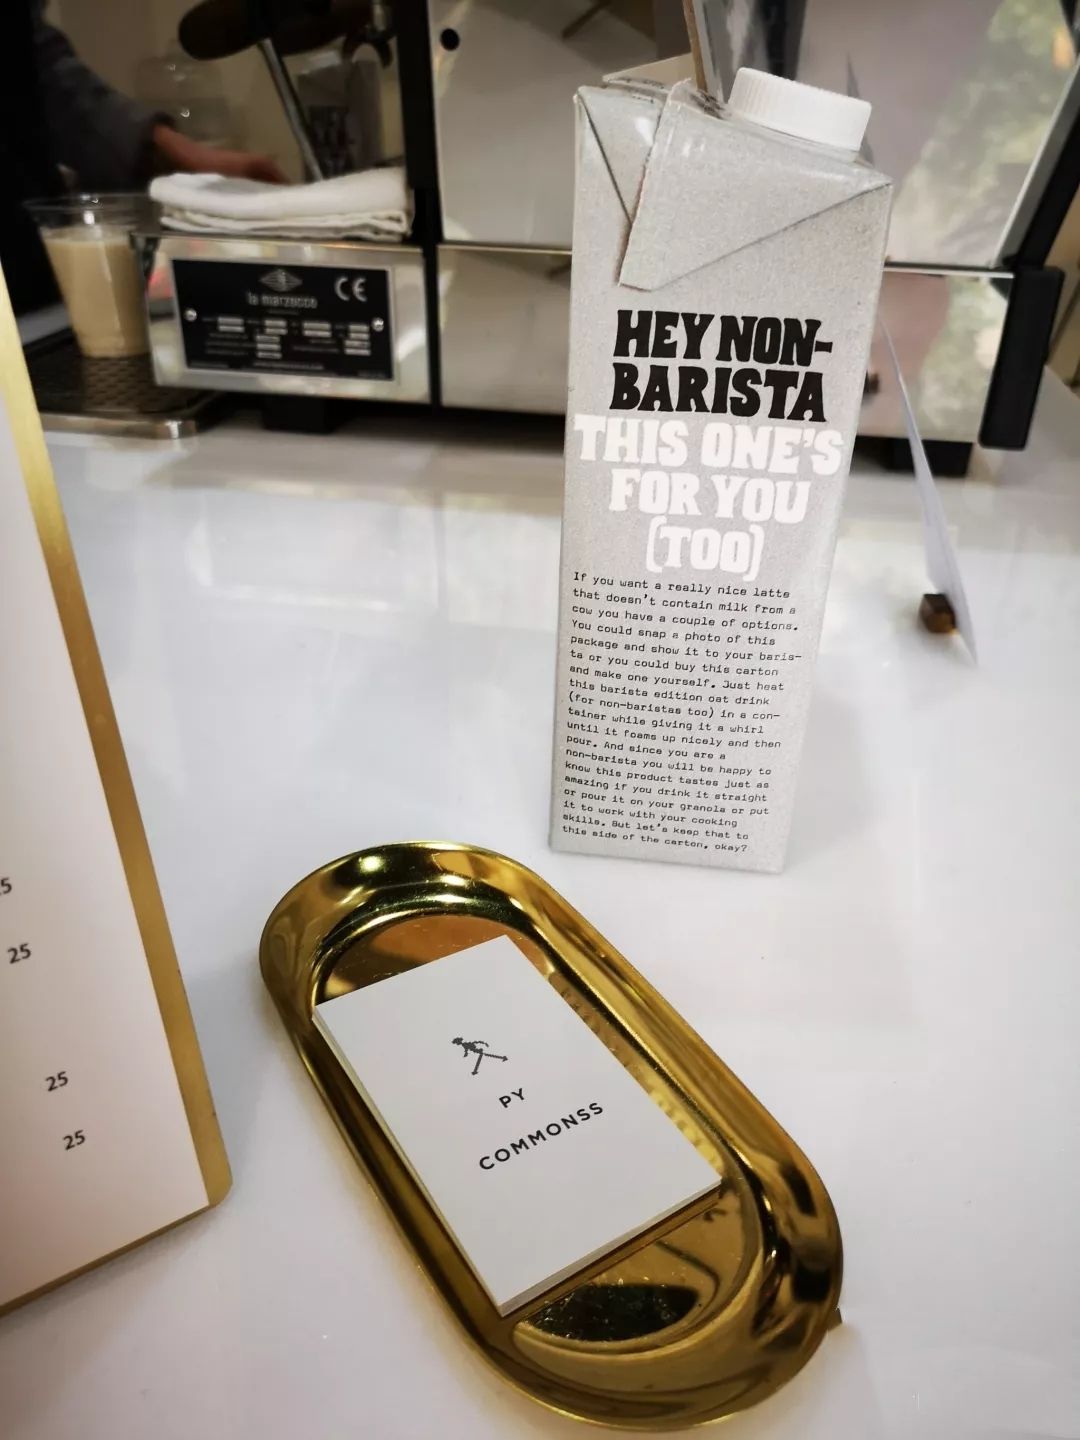 la marzocco
CE
HEY NON-
BARISTA
THIS ONE'S
FOR YOU
(TOO)
If you want a really nice latte
that doesn't contain milk from a
cow you have a couple of options.
You could snap a photo of this
package and show it to your baris-
ta or you could buy this carton
and make one yourself. Just heat
this barista edition oat drink
(for non-baristas too) in a con-
tainer while giving it a whirl
until it foams up nicely and then
pour. And since you are a
non-barista you will be happy to
know this product tastes just as
amazing if you drink it straight
or pour it on your granola or put
it to work with your cooking
skills. But let's keep that to
this side of the carton, okay?
25
25
25
PY
COMMONSS